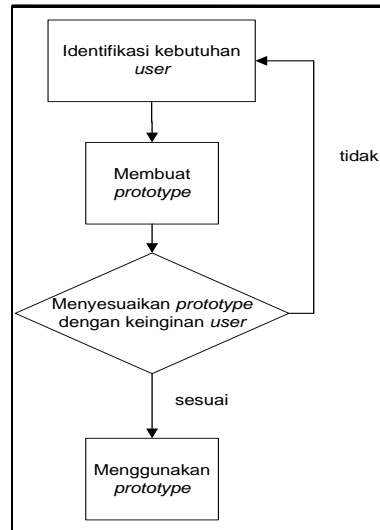 Identifikasi kebutuhan
user
tidak
Membuat
prototype
Menyesuaikan prototype
dengan keinginan user
sesuai
Menggunakan
prototype